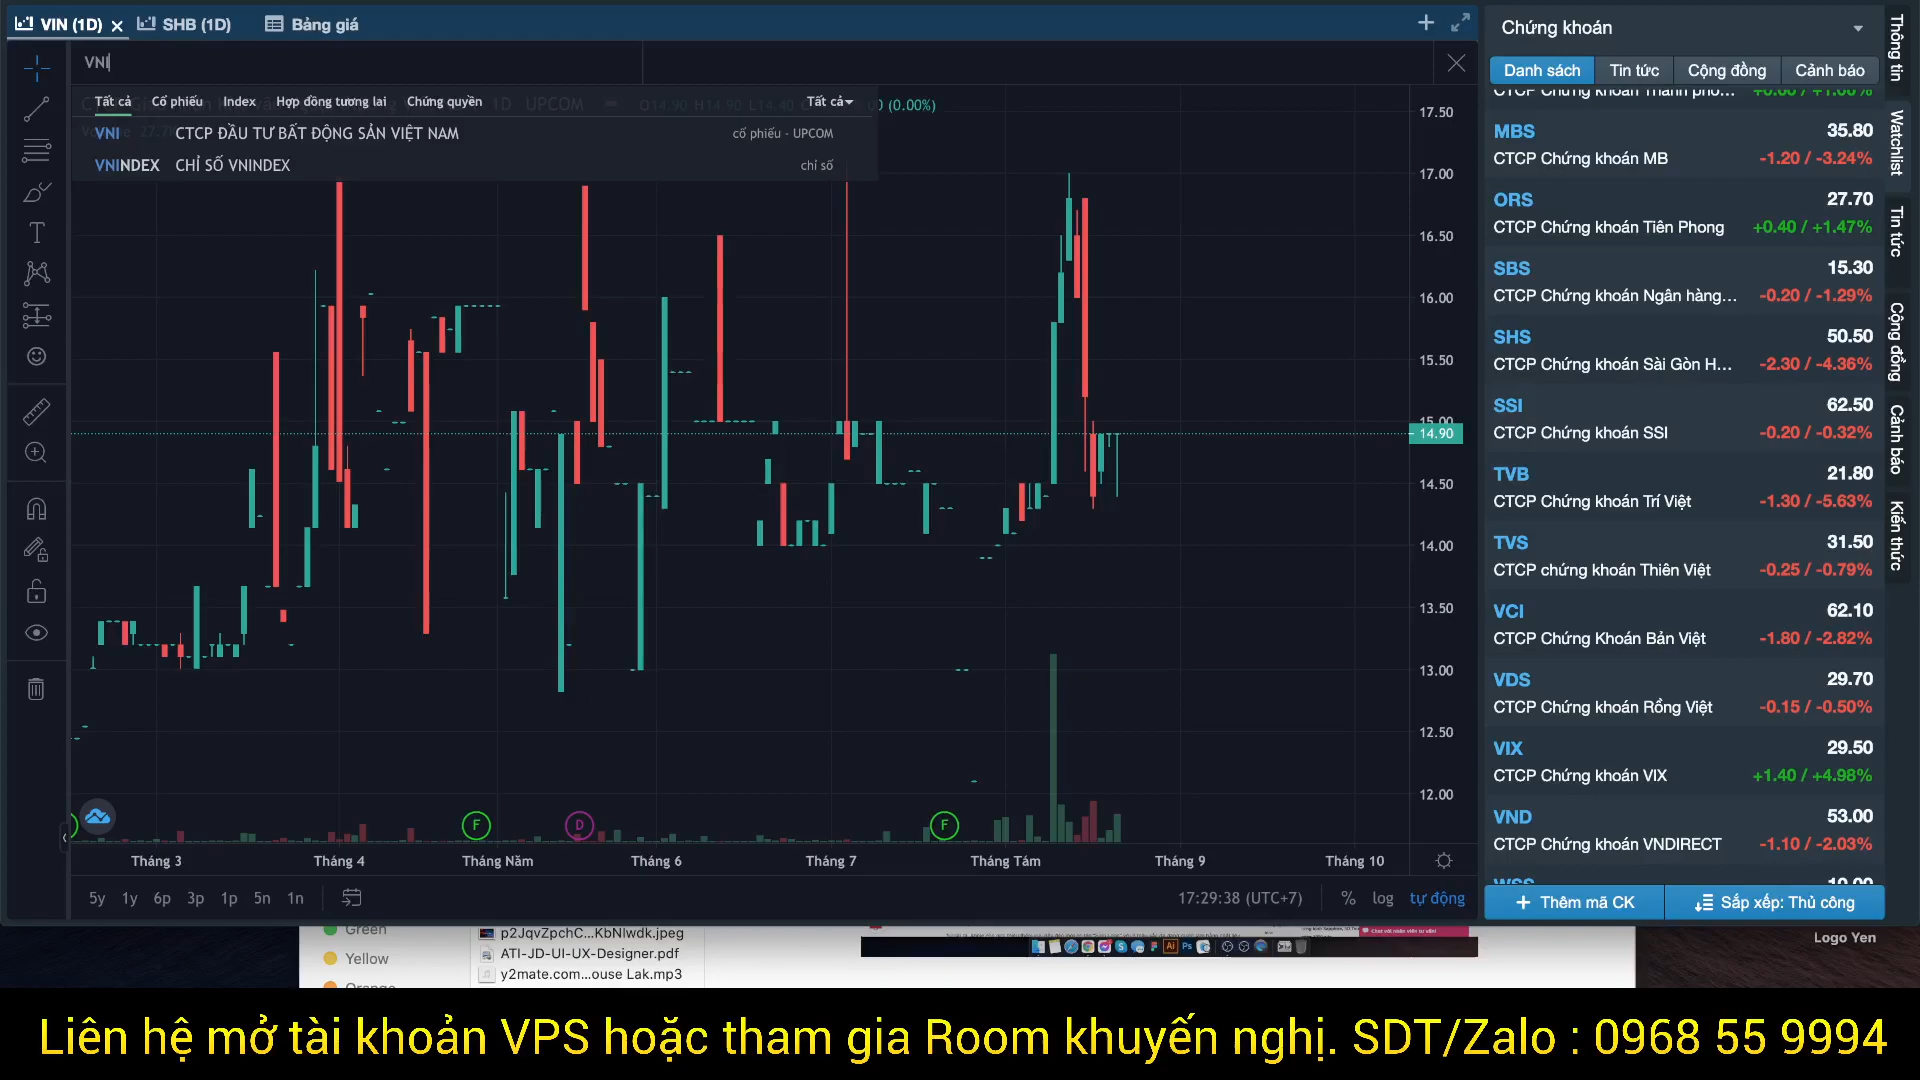 VIN (1D)
SHB (1D)
Bảng giá
VNI
Tất cả
Cổ phiếu
Index
Hợp đồng tương lai
Chứng quyền
Tất cả
1D UPCOM
O14.90 H14.90 L14.40
(0.00%)
VNI CTCP ĐẦU TƯ BẤT ĐỘNG SẢN VIỆT NAM cổ phiếu - UPCOM
VNINDEX CHỈ SỐ VNINDEX chỉ số
17.50
17.00
16.50
16.00
15.50
15.00
14.90
14.50
14.00
13.50
13.00
12.50
12.00
F
D
F
Tháng 3
Tháng 4
Tháng Năm
Tháng 6
Tháng 7
Tháng Tám
Tháng 9
Tháng 10
5y 1y 6p 3p 1p 5n 1n
17:29:38 (UTC+7)
% log tự động
Chứng khoán
Danh sách
Tin tức
Cộng đồng
Cảnh báo
MBS 35.80
CTCP Chứng khoán MB -1.20 / -3.24%
ORS 27.70
CTCP Chứng khoán Tiên Phong +0.40 / +1.47%
SBS 15.30
CTCP Chứng khoán Ngân hàng... -0.20 / -1.29%
SHS 50.50
CTCP Chứng khoán Sài Gòn H... -2.30 / -4.36%
SSI 62.50
CTCP Chứng khoán SSI -0.20 / -0.32%
TVB 21.80
CTCP Chứng khoán Trí Việt -1.30 / -5.63%
TVS 31.50
CTCP chứng khoán Thiên Việt -0.25 / -0.79%
VCI 62.10
CTCP Chứng Khoán Bản Việt -1.80 / -2.82%
VDS 29.70
CTCP Chứng khoán Rồng Việt -0.15 / -0.50%
VIX 29.50
CTCP Chứng khoán VIX +1.40 / +4.98%
VND 53.00
CTCP Chứng khoán VNDIRECT -1.10 / -2.03%
Thêm mã CK
Sắp xếp: Thủ công
Thông tin
Watchlist
Tin tức
Cộng đồng
Cảnh báo
Kiến thức
Green
Yellow
p2JqvZpchC...KbNlwdk.jpeg
ATI-JD-UI-UX-Designer.pdf
y2mate.com...ouse Lak.mp3
Logo Yen
Liên hệ mở tài khoản VPS hoặc tham gia Room khuyến nghị. SDT/Zalo : 0968 55 9994